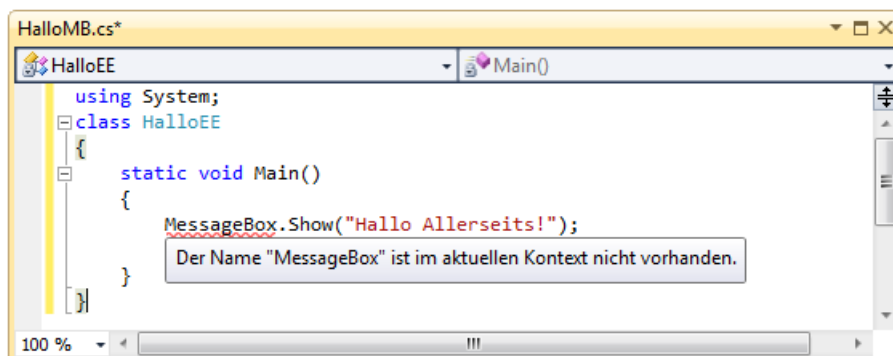 HalloMB.cs*
HalloEE Main()
using System;
class HalloEE
{
static void Main()
{
MessageBox.Show("Hallo Allerseits!");
Der Name "MessageBox" ist im aktuellen Kontext nicht vorhanden.
}
}
100 %